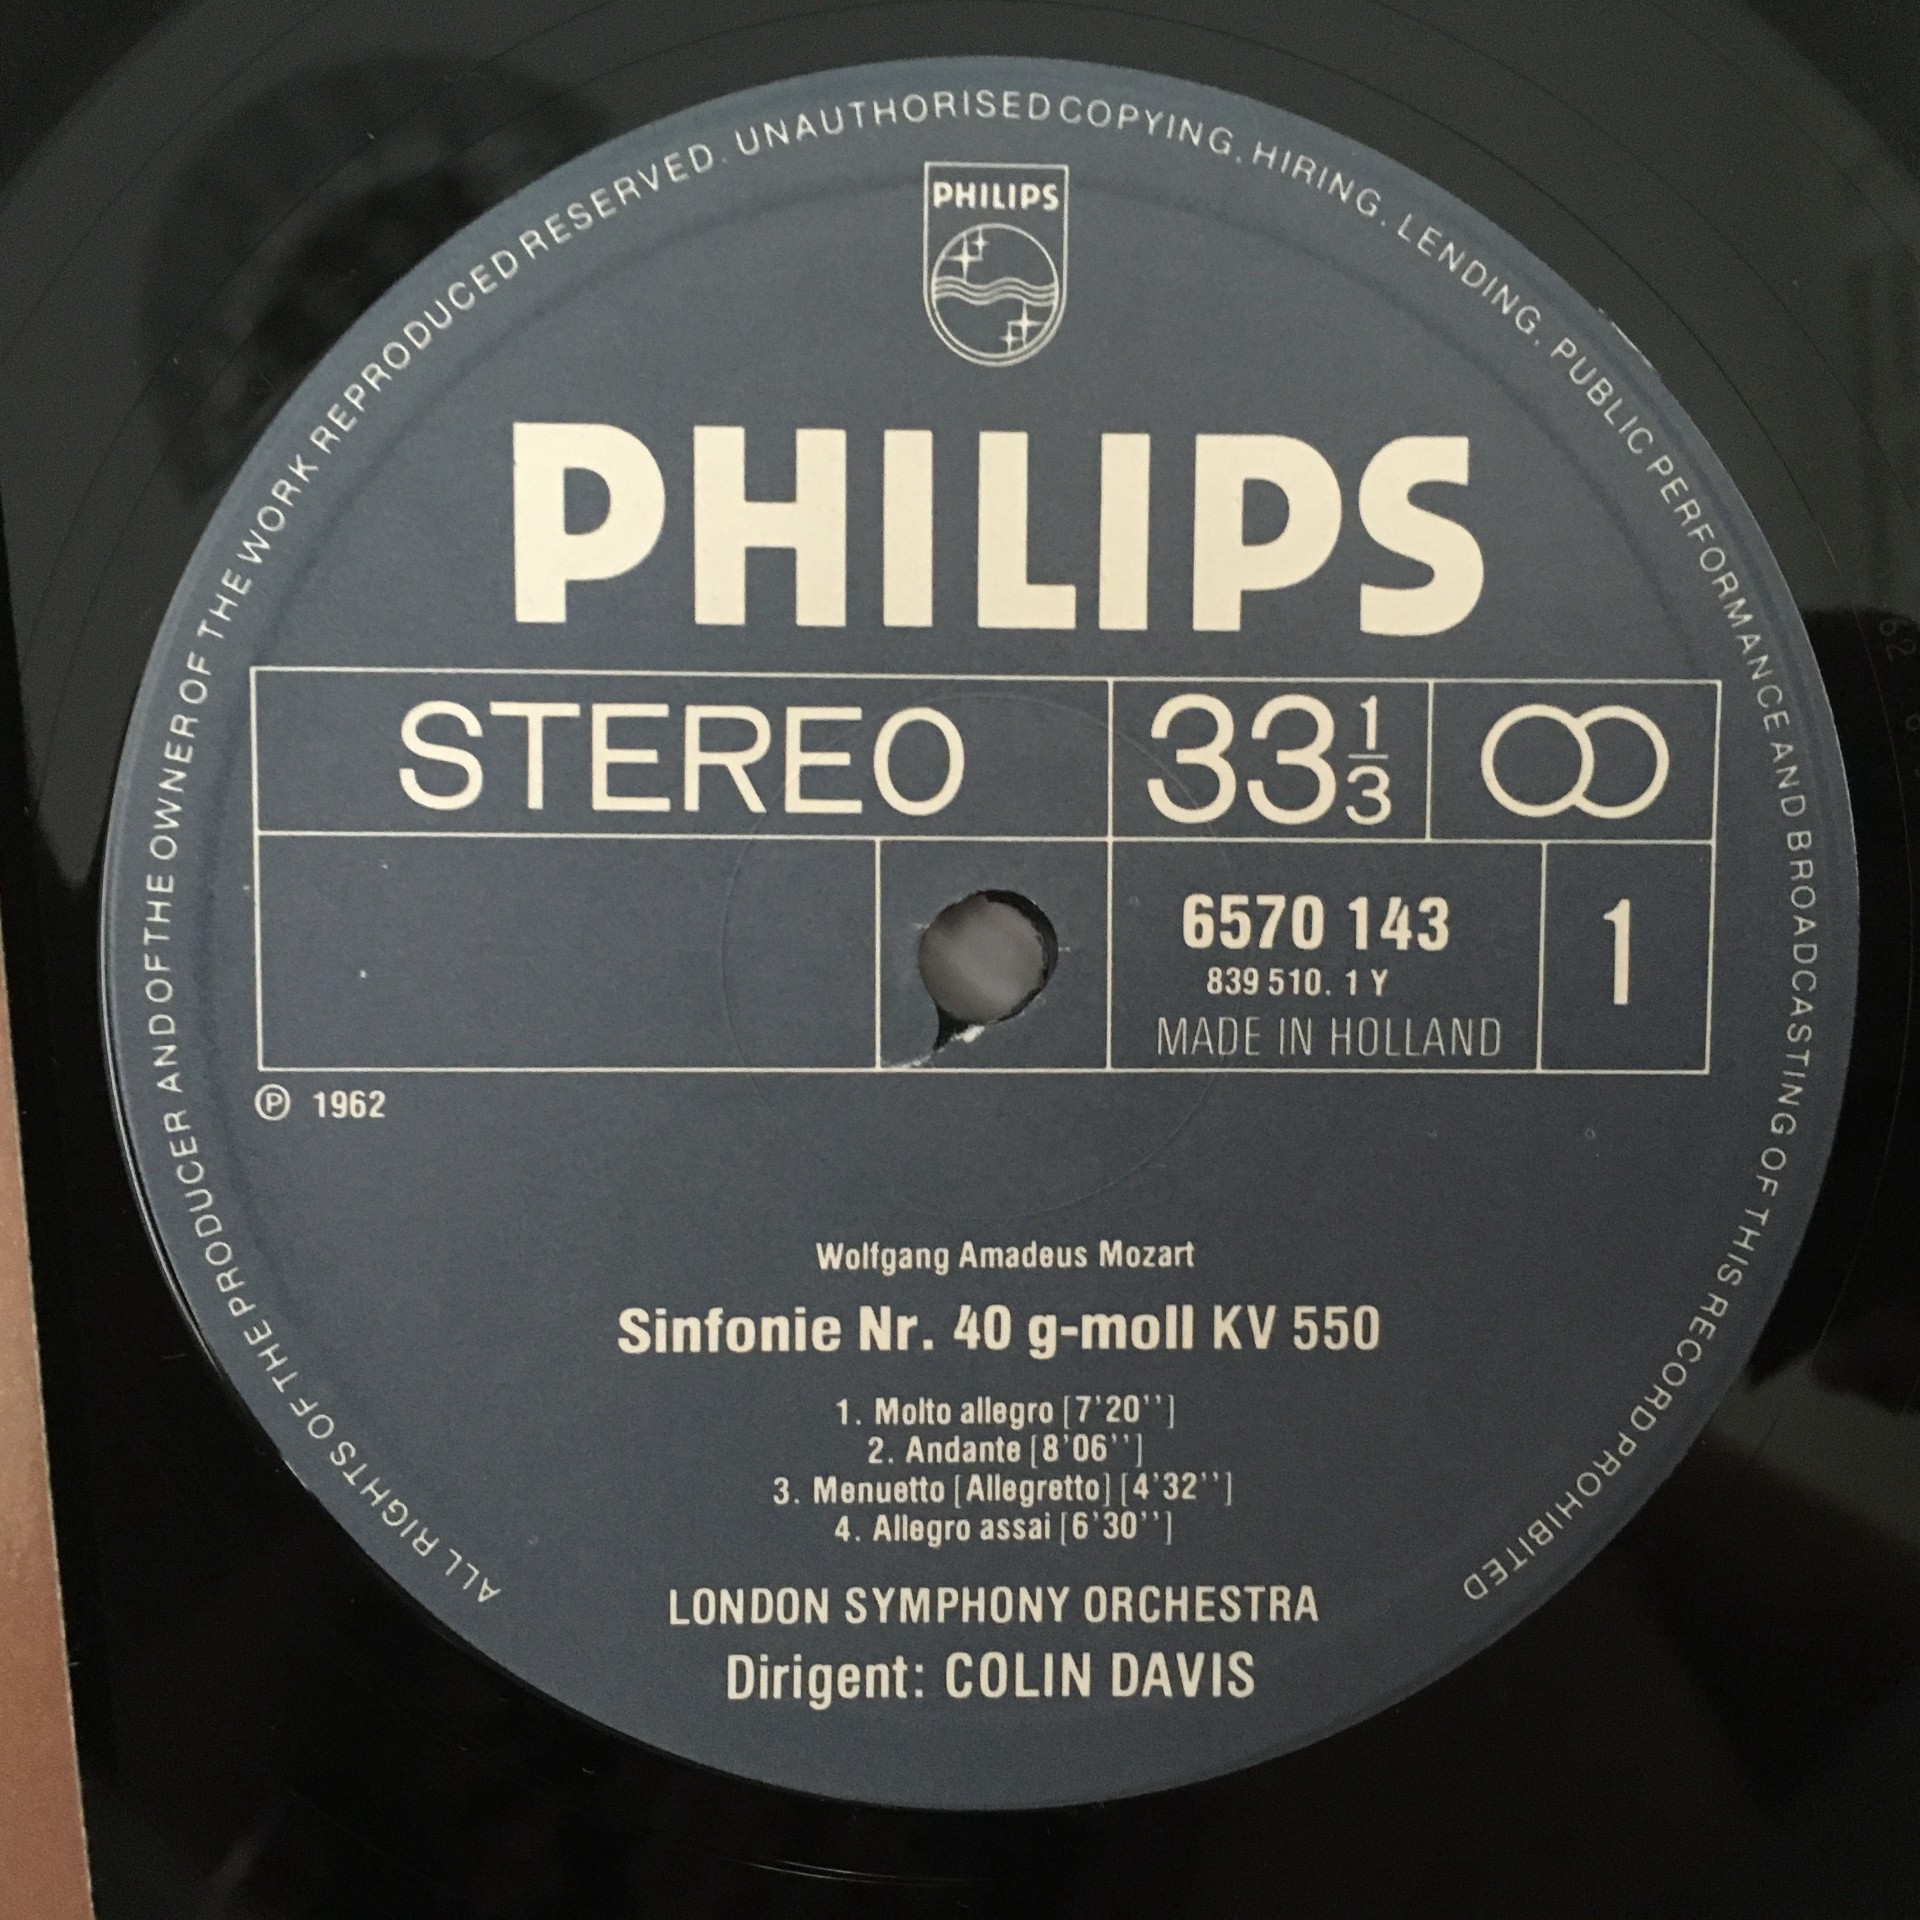 ALL RIGHTS OF THE PRODUCER AND OF THE OWNER OF THE WORK REPRODUCED RESERVED. UNAUTHORISED COPYING, HIRING, LENDING, PUBLIC PERFORMANCE AND BROADCASTING OF THIS RECORD PROHIBITED
PHILIPS
PHILIPS
STEREO 33 1/3
6570 143 1
839 510. 1 Y
MADE IN HOLLAND
Ⓟ 1962
Wolfgang Amadeus Mozart
Sinfonie Nr. 40 g-moll KV 550
1. Molto allegro [7'20'']
2. Andante [8'06'']
3. Menuetto [Allegretto] [4'32'']
4. Allegro assai [6'30'']
LONDON SYMPHONY ORCHESTRA
Dirigent: COLIN DAVIS